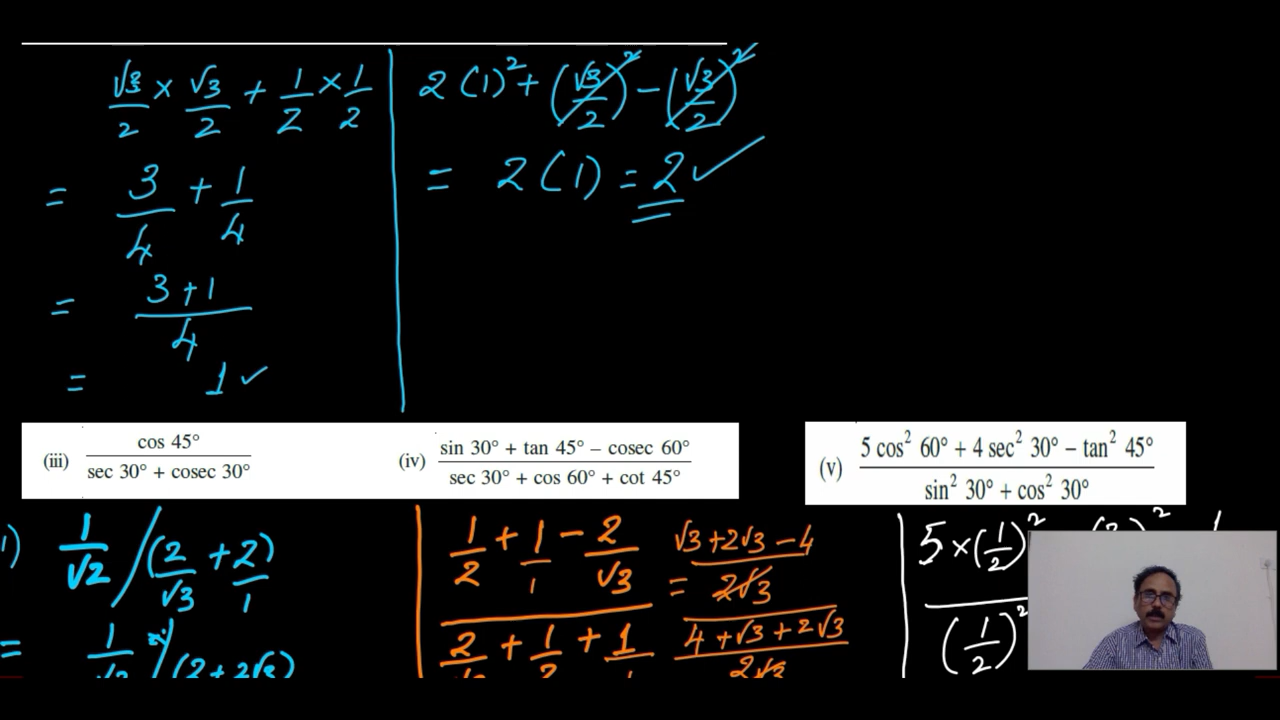 √3/2 × √3/2 + 1/2 × 1/2
= 3/4 + 1/4
= 3+1/4
= 1 ✓
2(1)² + (√3/2)² − (√3/2)²
= 2(1) = 2 ✓
(iii) cos 45° / sec 30° + cosec 30°
(iv) sin 30° + tan 45° – cosec 60° / sec 30° + cos 60° + cot 45°
(v) 5 cos² 60° + 4 sec² 30° – tan² 45° / sin² 30° + cos² 30°
1/√2 / (2/√3 + 2/1)
= 1/√2 / (2+2√3)
1/2 + 1/1 − 2/√3 = √3+2√3−4 / 2√3
2/√3 + 1/2 + 1/1 4+√3+2√3 / 2√3
5×(1/2)²
(1/2)²